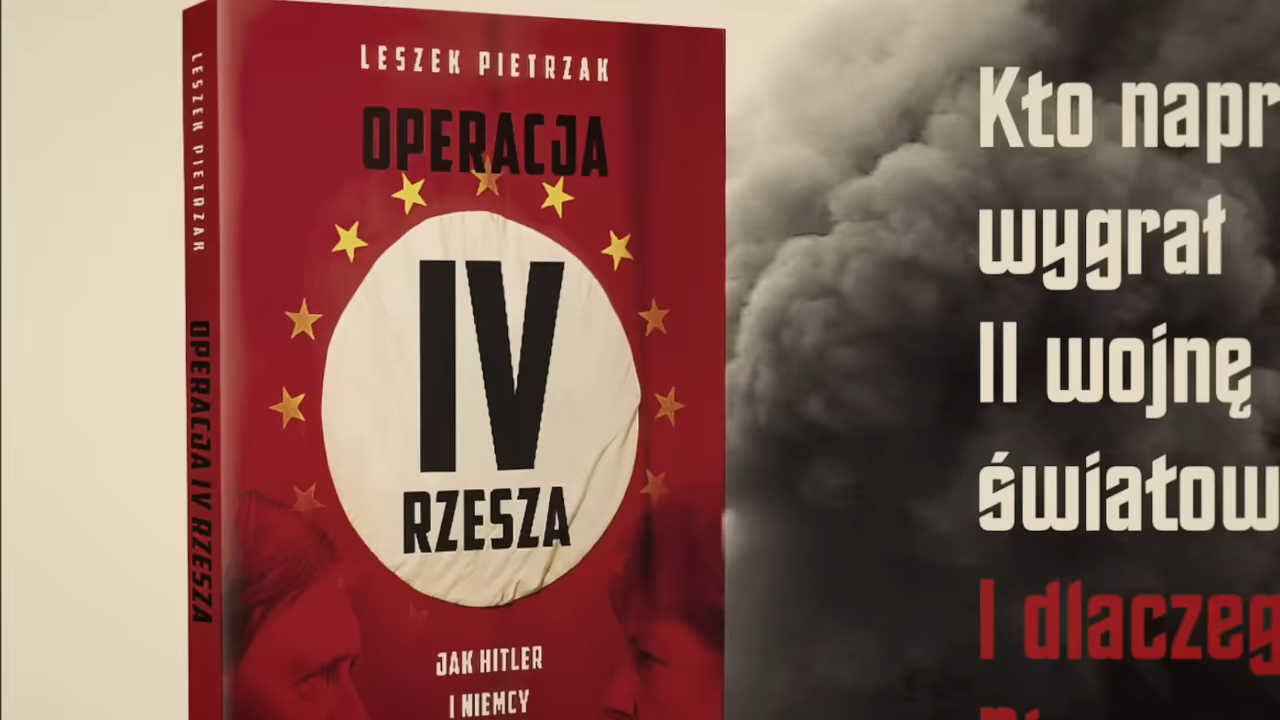 LESZEK PIETRZAK
OPERACJA IV RZESZA
LESZEK PIETRZAK
OPERACJA
IV
RZESZA
JAK HITLER
I NIEMCY
Kto napr
wygrał
II wojnę
światow
I dlaczeg